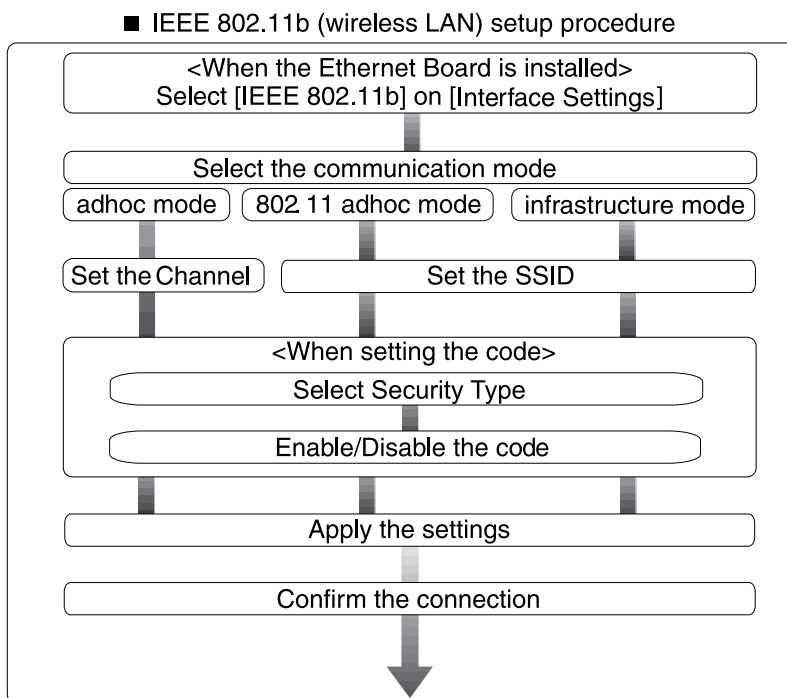 ■ IEEE 802.11b (wireless LAN) setup procedure
<When the Ethernet Board is installed>
Select [IEEE 802.11b] on [Interface Settings]
Select the communication mode
adhoc mode
802.11 adhoc mode
infrastructure mode
Set the Channel
Set the SSID
<When setting the code>
Select Security Type
Enable/Disable the code
Apply the settings
Confirm the connection